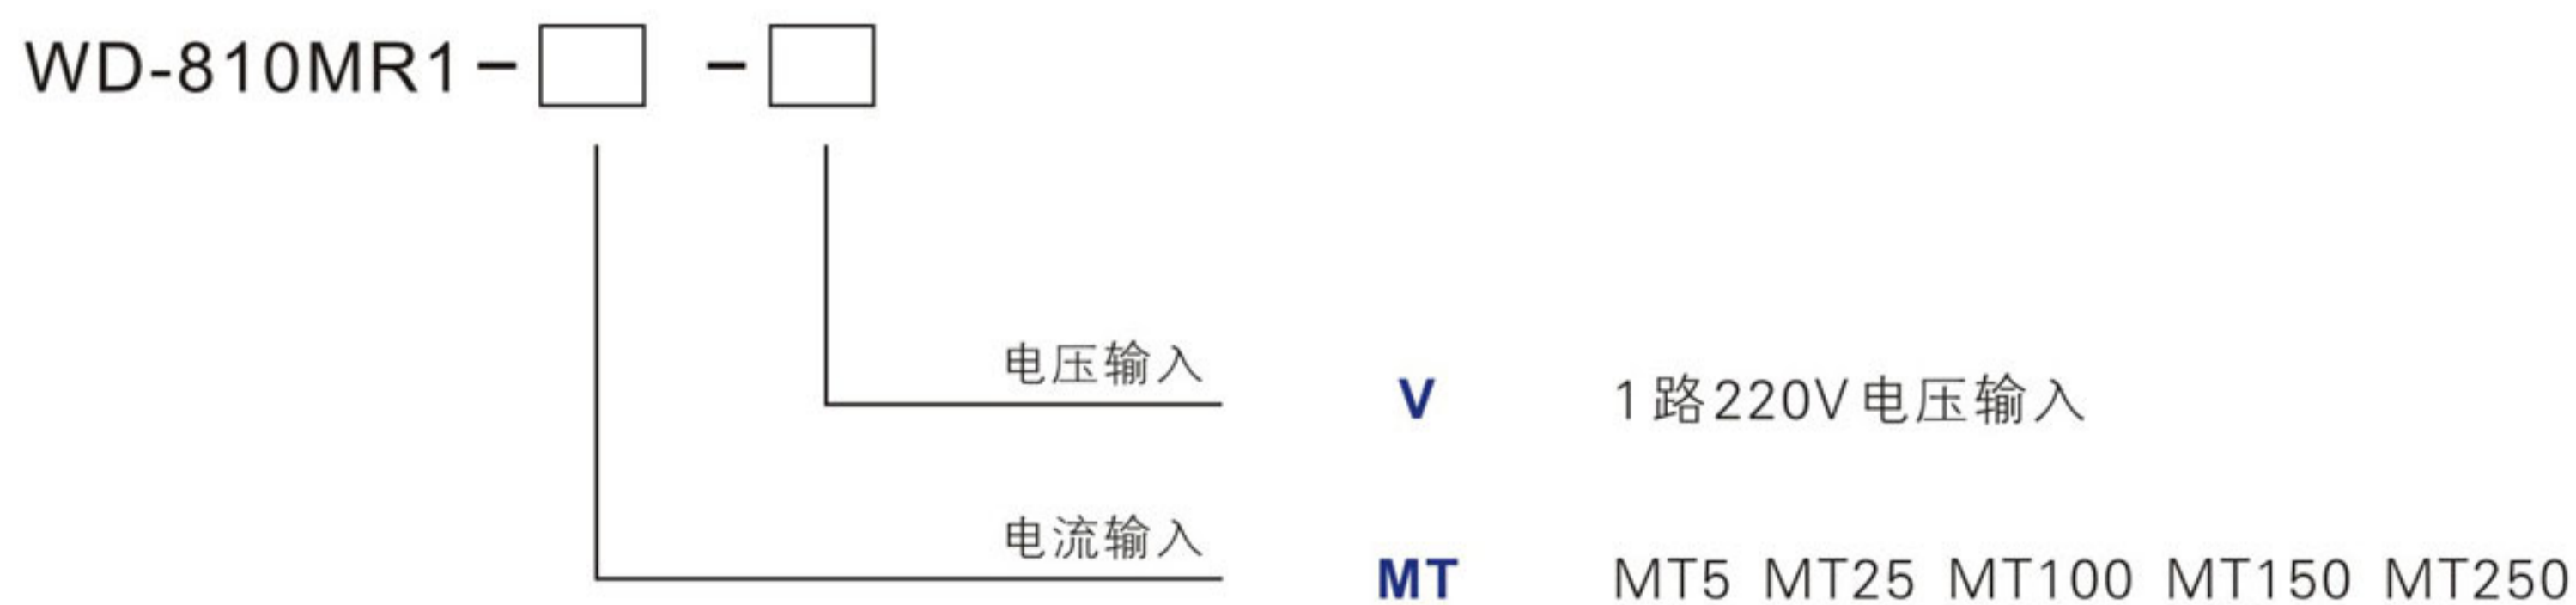 WD-810MR1-□ -□
电压输入 V 1路220V电压输入
电流输入 MT MT5 MT25 MT100 MT150 MT250